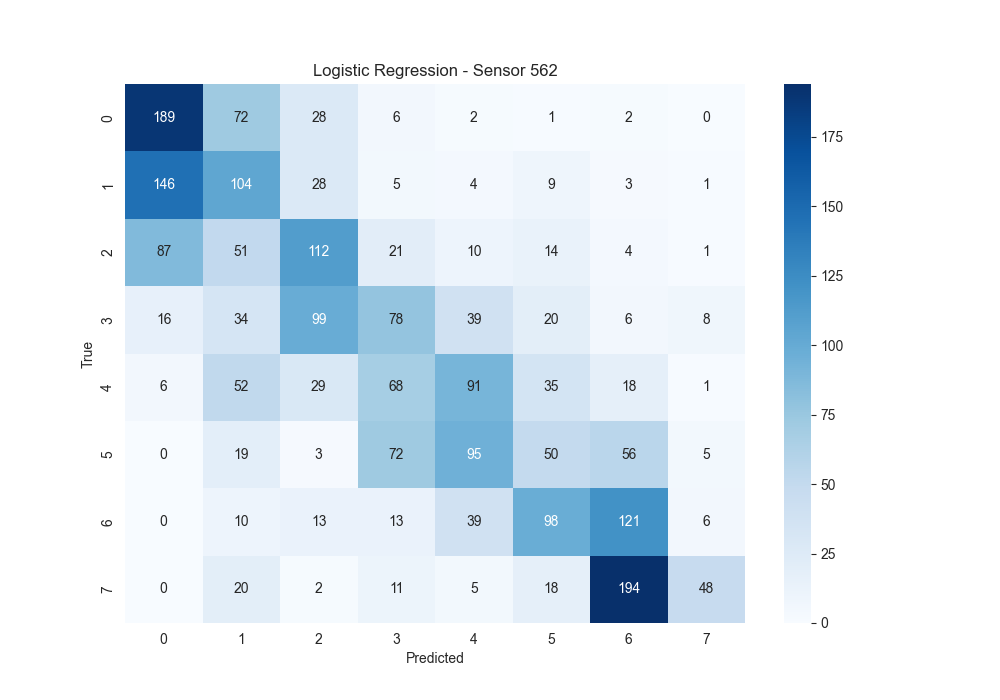 Logistic Regression - Sensor 562
0 189 72 28 6 2 1 2 0
1 146 104 28 5 4 9 3 1
2 87 51 112 21 10 14 4 1
3 16 34 99 78 39 20 6 8
4 6 52 29 68 91 35 18 1
5 0 19 3 72 95 50 56 5
6 0 10 13 13 39 98 121 6
7 0 20 2 11 5 18 194 48
0 1 2 3 4 5 6 7
True
Predicted
175
150
125
100
75
50
25
0